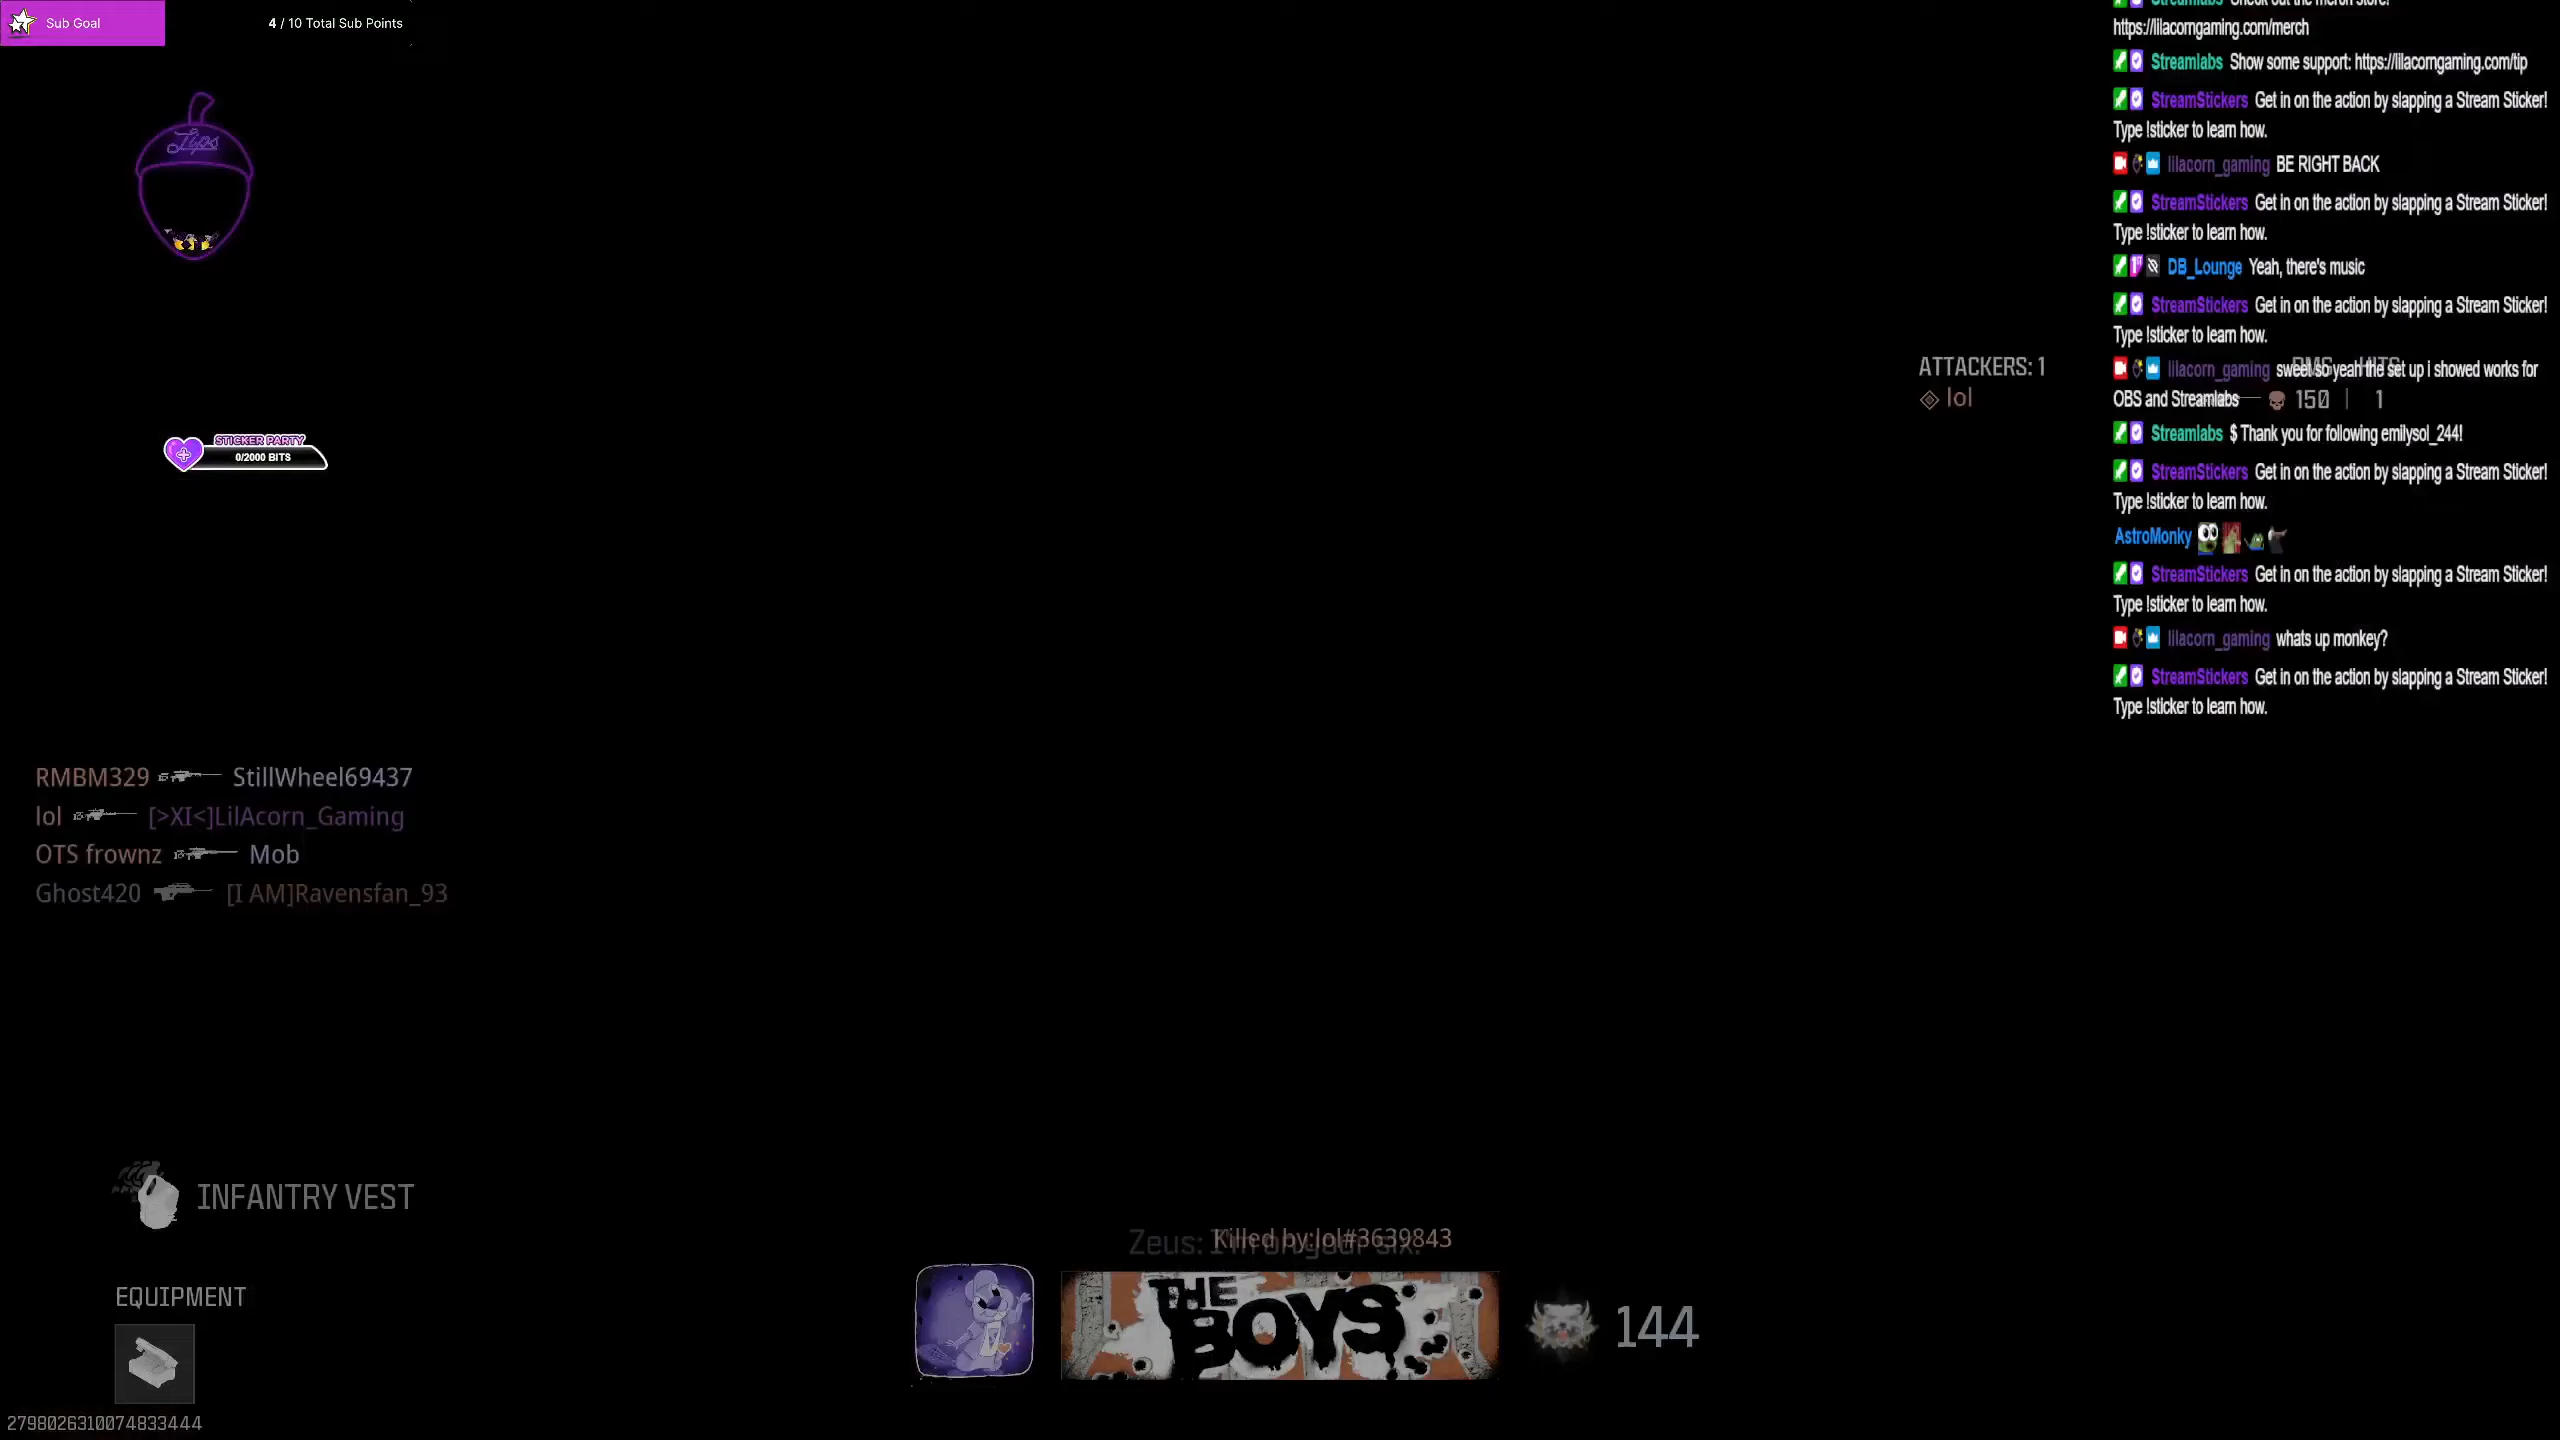 Sub Goal
4 / 10 Total Sub Points
Tips
STICKER PARTY
0/2000 BITS
https://lilacorngaming.com/merch
Streamlabs Show some support: https://lilacorngaming.com/tip
StreamStickers Get in on the action by slapping a Stream Sticker!
Type !sticker to learn how.
lilacorn_gaming BE RIGHT BACK
StreamStickers Get in on the action by slapping a Stream Sticker!
Type !sticker to learn how.
DB_Lounge Yeah, there's music
StreamStickers Get in on the action by slapping a Stream Sticker!
Type !sticker to learn how.
lilacorn_gaming sweet so yeah the set up i showed works for
OBS and Streamlabs
Streamlabs $ Thank you for following emilysol_244!
StreamStickers Get in on the action by slapping a Stream Sticker!
Type !sticker to learn how.
AstroMonky
StreamStickers Get in on the action by slapping a Stream Sticker!
Type !sticker to learn how.
lilacorn_gaming whats up monkey?
StreamStickers Get in on the action by slapping a Stream Sticker!
Type !sticker to learn how.
ATTACKERS: 1
DMG HITS
lol
150 | 1
RMBM329 StillWheel69437
lol [>XI<]LilAcorn_Gaming
OTS frownz Mob
Ghost420 [I AM]Ravensfan_93
INFANTRY VEST
EQUIPMENT
Zeus: I'm on your six.
Killed by:lol#3639843
THE
BOYS
144
2798026310074833444